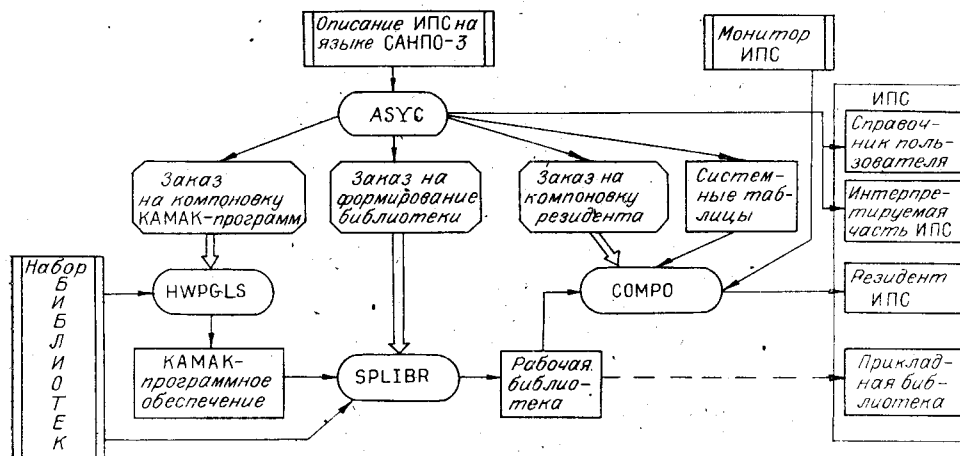 Описание ИПС на
языке САНПО-3
Монитор
ИПС
ASYC
ИПС
Справоч-
ник поль-
зователя
Заказ
на компоновку
КАМАК-программ
Заказ на
формирование
библиотеки
Заказ на
компоновку
резидента
Систем-
ные таб-
лицы
Интерпре-
тируемая
часть ИПС
Набор
Б
И
Б
Л
И
О
Т
Е
К
HWPGLS
COMPO
Резидент
ИПС
КАМАК-
программное
обеспечение
SPLIBR
Рабочая
библио-
тека
Приклад-
ная биб-
лиотека